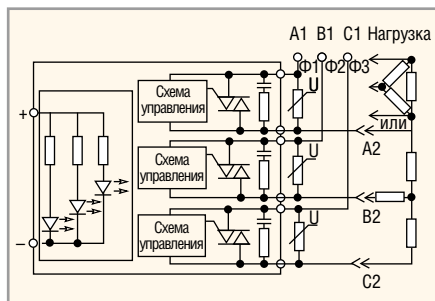 A1 B1 C1 Нагрузка
Ф1 Ф2 Ф3
U
Схема
управления
+
или
A2
Схема
управления
U
B2
Схема
управления
U
−
C2